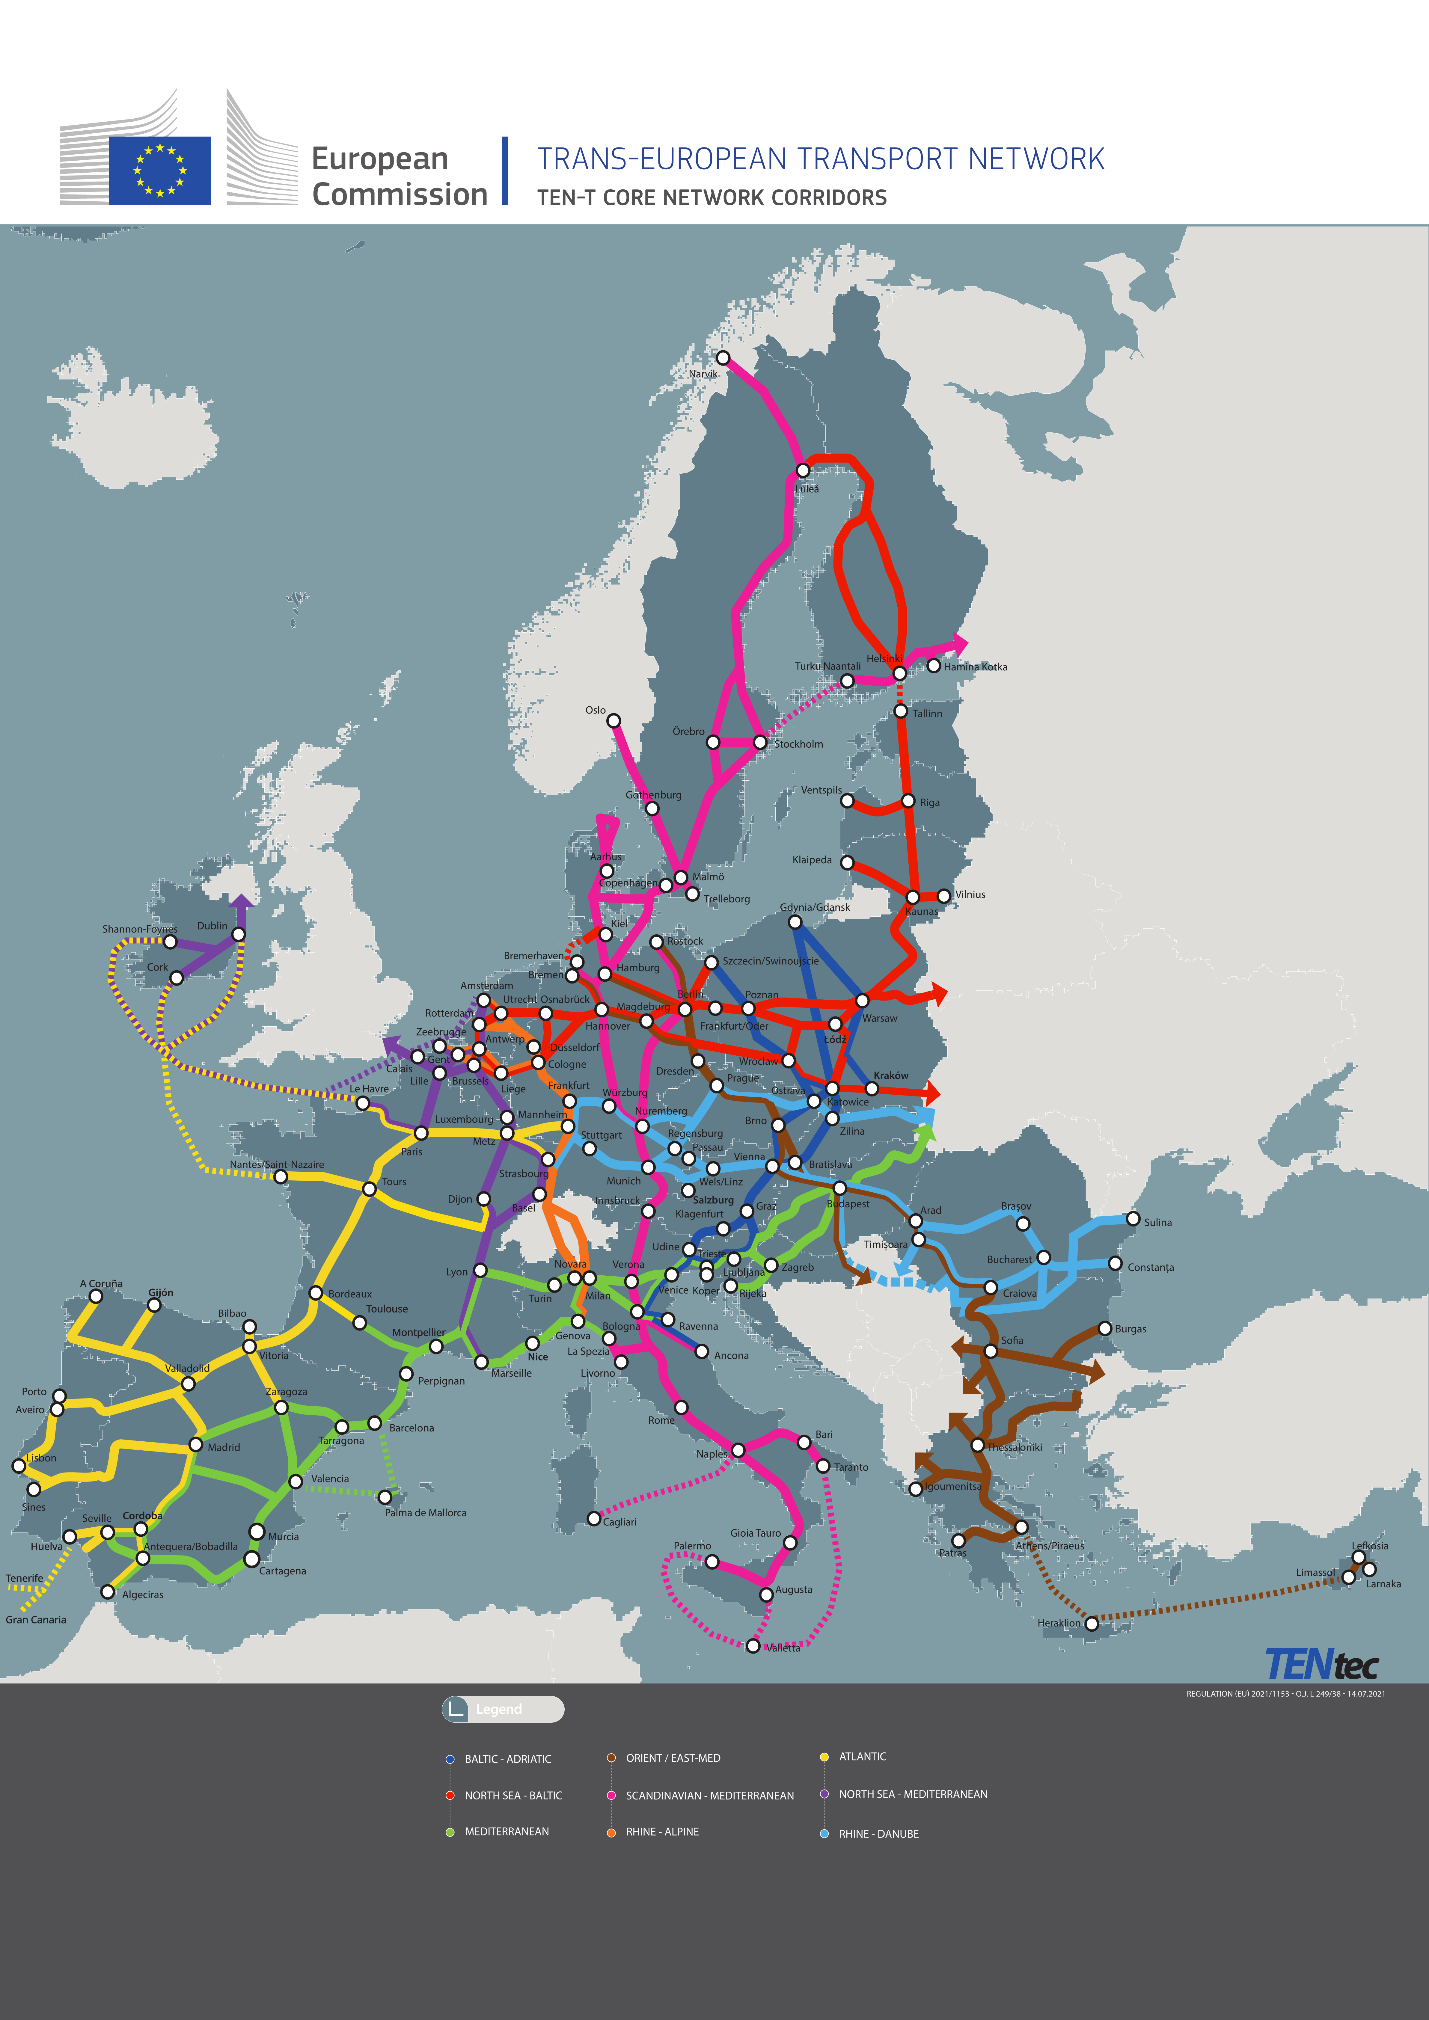 European
Commission
TRANS-EUROPEAN TRANSPORT NETWORK
TEN-T CORE NETWORK CORRIDORS
Narvik
Luleå
Helsinki
Turku Naantali
Hamina Kotka
Oslo
Tallinn
Örebro
Stockholm
Ventspils
Gothenburg
Riga
Aarhus
Klaipeda
Copenhagen
Malmö
Trelleborg
Vilnius
Gdynia/Gdansk
Kaunas
Shannon-Foynes
Dublin
Kiel
Rostock
Bremerhaven
Szczecin/Swinoujscie
Cork
Bremen
Hamburg
Amsterdam
Utrecht
Osnabrück
Magdeburg
Berlin
Poznan
Rotterdam
Hannover
Frankfurt/Oder
Warsaw
Zeebrugge
Antwerp
Düsseldorf
Łódź
Gent
Cologne
Wrocław
Calais
Lille
Brussels
Liege
Dresden
Prague
Kraków
Le Havre
Frankfurt
Würzburg
Ostrava
Katowice
Luxembourg
Mannheim
Nuremberg
Brno
Zilina
Paris
Metz
Stuttgart
Regensburg
Passau
Vienna
Bratislava
Nantes/Saint-Nazaire
Strasbourg
Munich
Wels/Linz
Tours
Dijon
Innsbruck
Salzburg
Budapest
Basel
Klagenfurt
Graz
Arad
Braşov
Sulina
Udine
Trieste
Timişoara
Bucharest
Constanţa
Lyon
Novara
Verona
Ljubljana
Zagreb
A Coruña
Gijón
Bordeaux
Turin
Milan
Venice
Koper
Rijeka
Craiova
Bilbao
Toulouse
Genova
Bologna
Ravenna
Montpellier
Sofia
Burgas
Vitoria
Nice
La Spezia
Ancona
Valladolid
Perpignan
Marseille
Livorno
Porto
Zaragoza
Aveiro
Rome
Barcelona
Madrid
Tarragona
Bari
Lisbon
Naples
Thessaloniki
Valencia
Taranto
Igoumenitsa
Sines
Palma de Mallorca
Cagliari
Seville
Cordoba
Gioia Tauro
Huelva
Murcia
Antequera/Bobadilla
Palermo
Patras
Athens/Piraeus
Lefkosia
Tenerife
Cartagena
Limassol
Larnaka
Algeciras
Augusta
Gran Canaria
Heraklion
Valletta
TENtec
REGULATION (EU) 2021/1153 - O.J. L 249/38 - 14.07.2021
Legend
BALTIC - ADRIATIC
ORIENT / EAST-MED
ATLANTIC
NORTH SEA - BALTIC
SCANDINAVIAN - MEDITERRANEAN
NORTH SEA - MEDITERRANEAN
MEDITERRANEAN
RHINE - ALPINE
RHINE - DANUBE